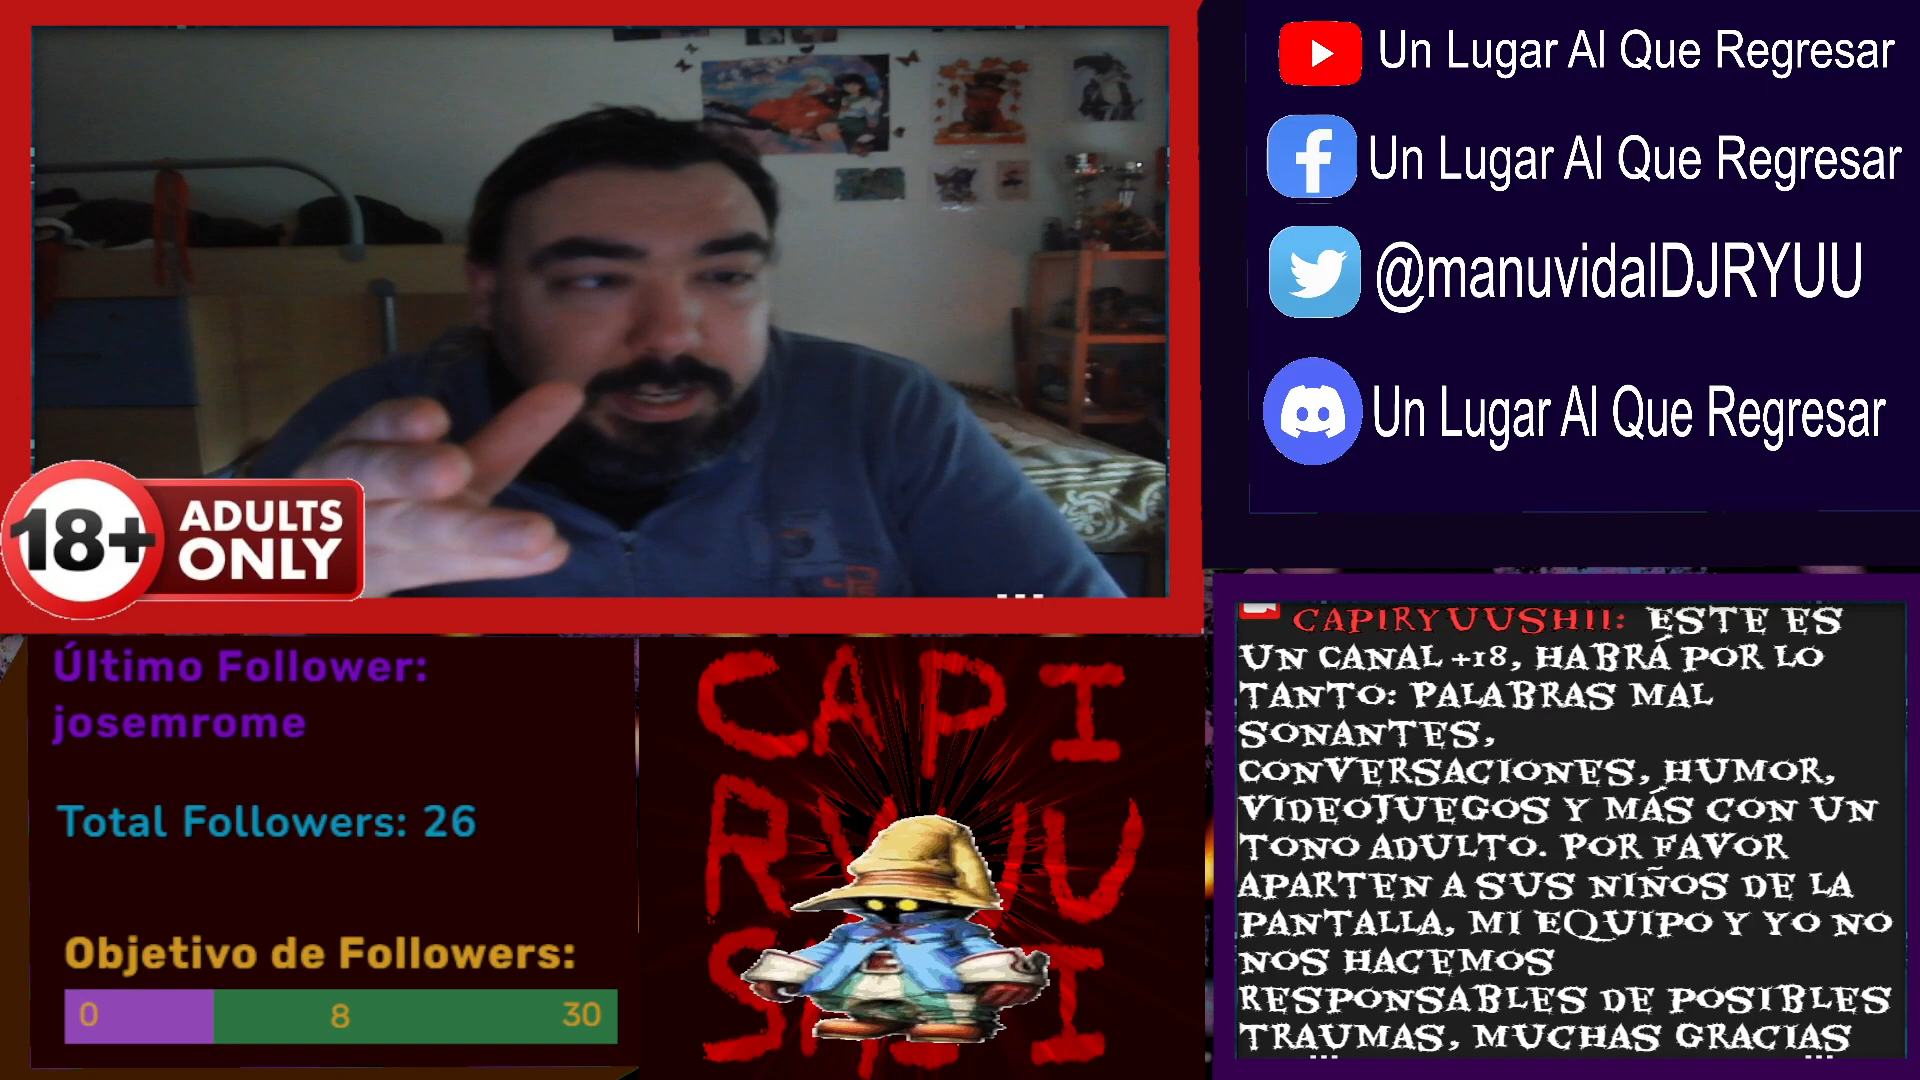 Un Lugar Al Que Regresar
Un Lugar Al Que Regresar
@manuvidalDJRYUU
Un Lugar Al Que Regresar
18+ ADULTS
ONLY
Último Follower:
josemrome
Total Followers: 26
Objetivo de Followers:
0 8 30
CAPI
RYUU
SHI
CAPIRYUUSHII: ESTE ES
UN CANAL +18, HABRÁ POR LO
TANTO: PALABRAS MAL
SONANTES,
CONVERSACIONES, HUMOR,
VIDEOJUEGOS Y MÁS CON UN
TONO ADULTO. POR FAVOR
APARTEN A SUS NIÑOS DE LA
PANTALLA, MI EQUIPO Y YO NO
NOS HACEMOS
RESPONSABLES DE POSIBLES
TRAUMAS, MUCHAS GRACIAS